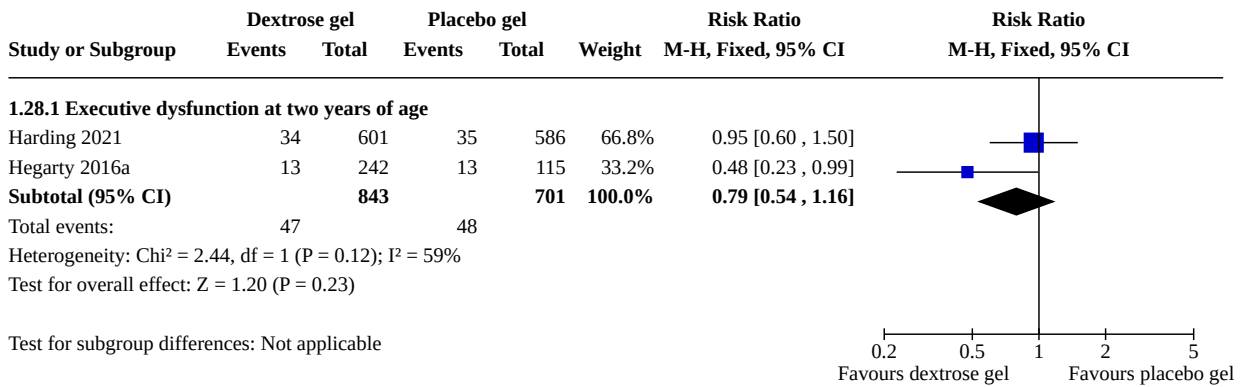 Dextrose gel Placebo gel Risk Ratio Risk Ratio
Study or Subgroup Events Total Events Total Weight M-H, Fixed, 95% CI M-H, Fixed, 95% CI
1.28.1 Executive dysfunction at two years of age
Harding 2021 34 601 35 586 66.8% 0.95 [0.60 , 1.50]
Hegarty 2016a 13 242 13 115 33.2% 0.48 [0.23 , 0.99]
Subtotal (95% CI) 843 701 100.0% 0.79 [0.54 , 1.16]
Total events: 47 48
Heterogeneity: Chi² = 2.44, df = 1 (P = 0.12); I² = 59%
Test for overall effect: Z = 1.20 (P = 0.23)
Test for subgroup differences: Not applicable
0.2 0.5 1 2 5
Favours dextrose gel Favours placebo gel